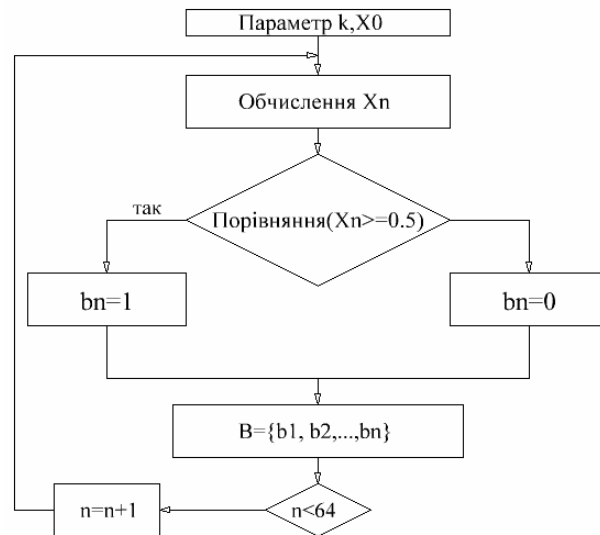 Параметр k,X0
Обчислення Xn
так
Порівняння(Xn>=0.5)
bn=1
bn=0
B={b1, b2,...,bn}
n=n+1
n<64